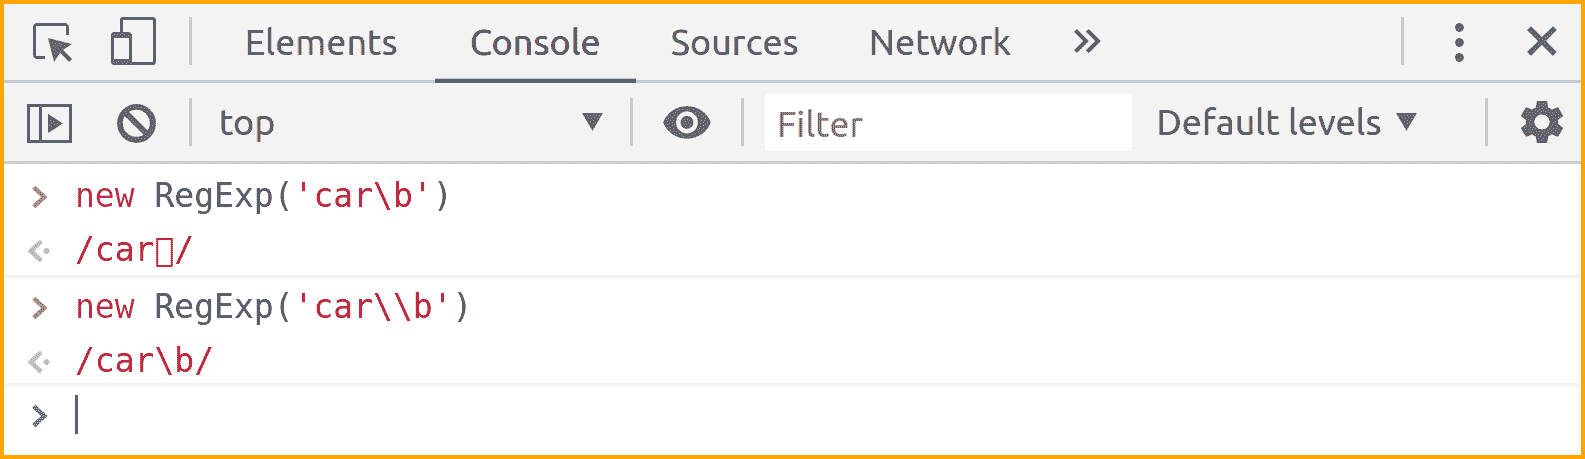 Elements Console Sources Network »
top ▼ Filter Default levels ▼
> new RegExp('car\b')
<· /car▯/
> new RegExp('car\\b')
<· /car\b/
>